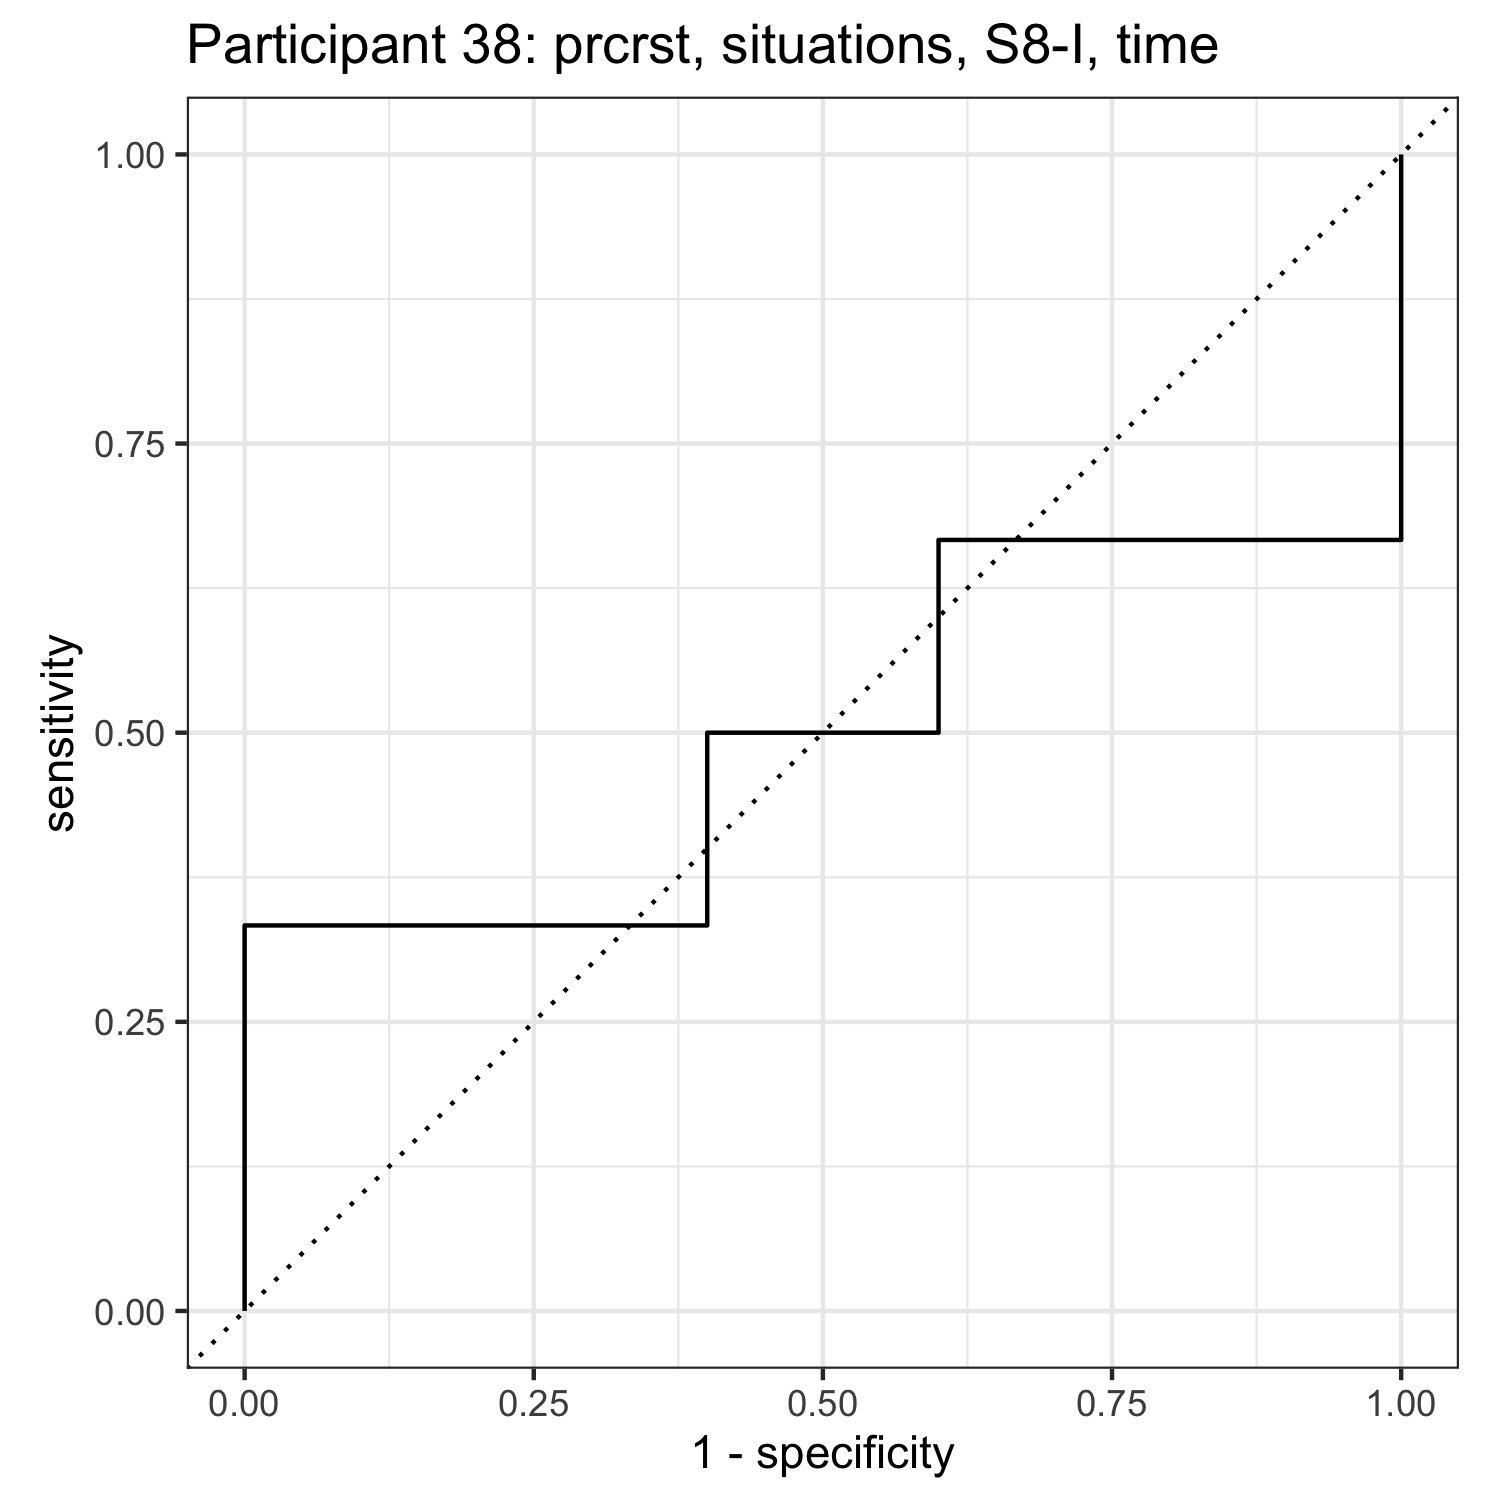 Participant 38: prcrst, situations, S8-I, time
1.00
0.75
0.50
0.25
0.00
sensitivity
0.00 0.25 0.50 0.75 1.00
1 - specificity